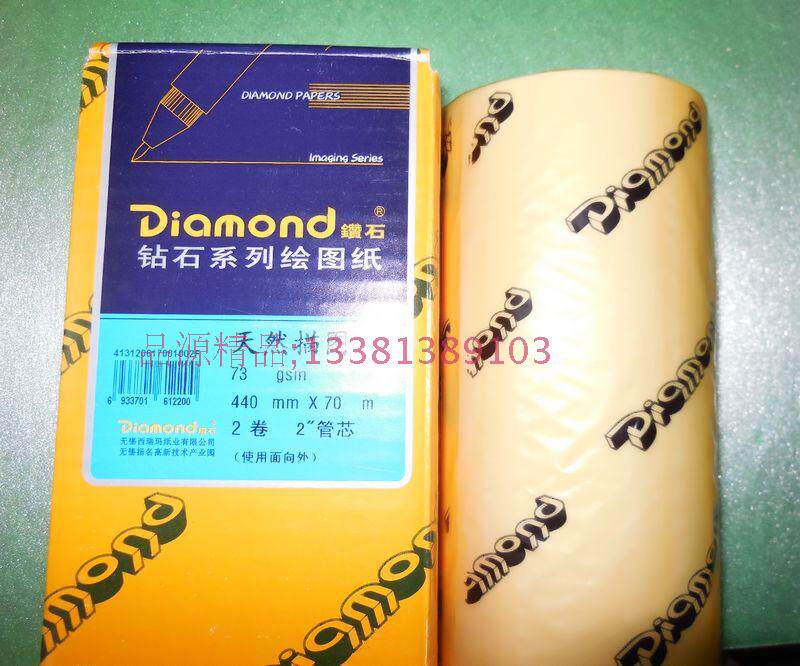 DIAMOND PAPERS
Imaging Series
Diamond® 鑽石
钻石系列绘图纸
天然描图
品源精品;13381389103
73 gsm
440 mm X 70 m
2 卷 2"管芯
(使用面向外)
6 933701 612200
Diamond 鑽石
无锡西瑞玛纸业有限公司
无锡扬名高新技术产业园
Diamond
Diamond
Diamond
Diamond
Diamond